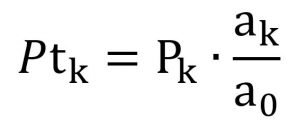 Pt_k = P_k · a_k / a_0